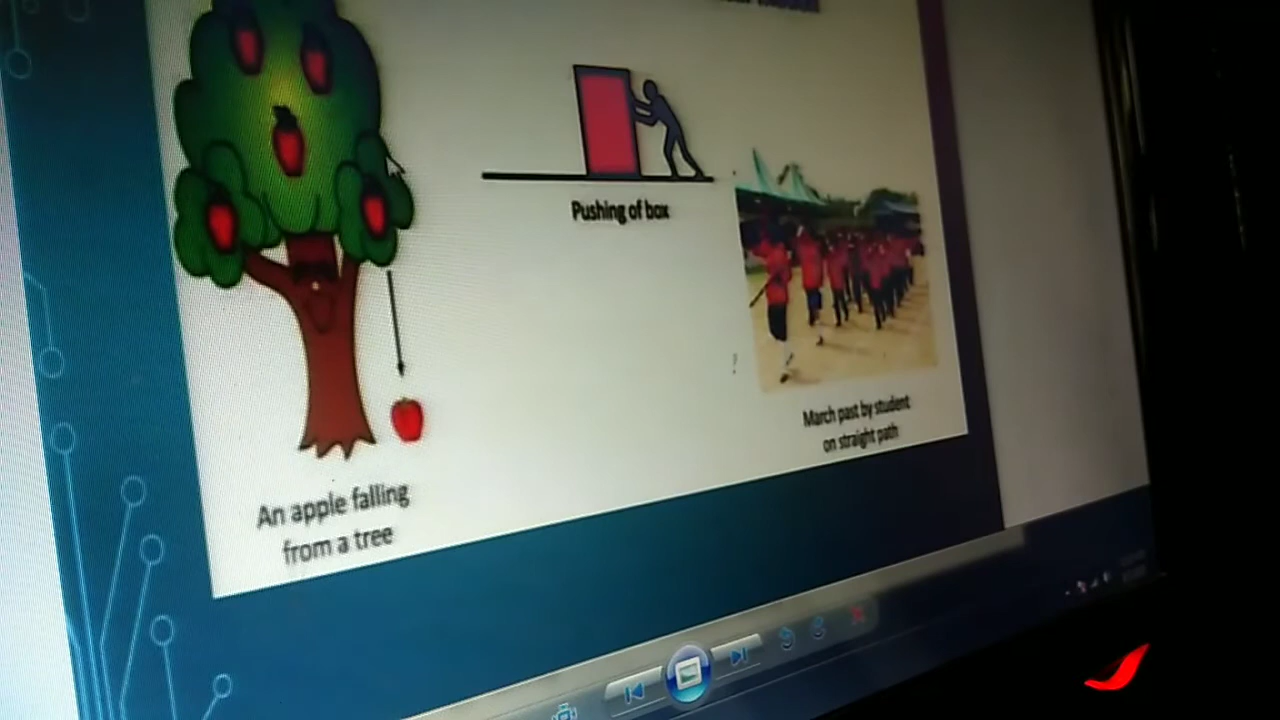 Pushing of box
March past by student
on straight path
An apple falling
from a tree